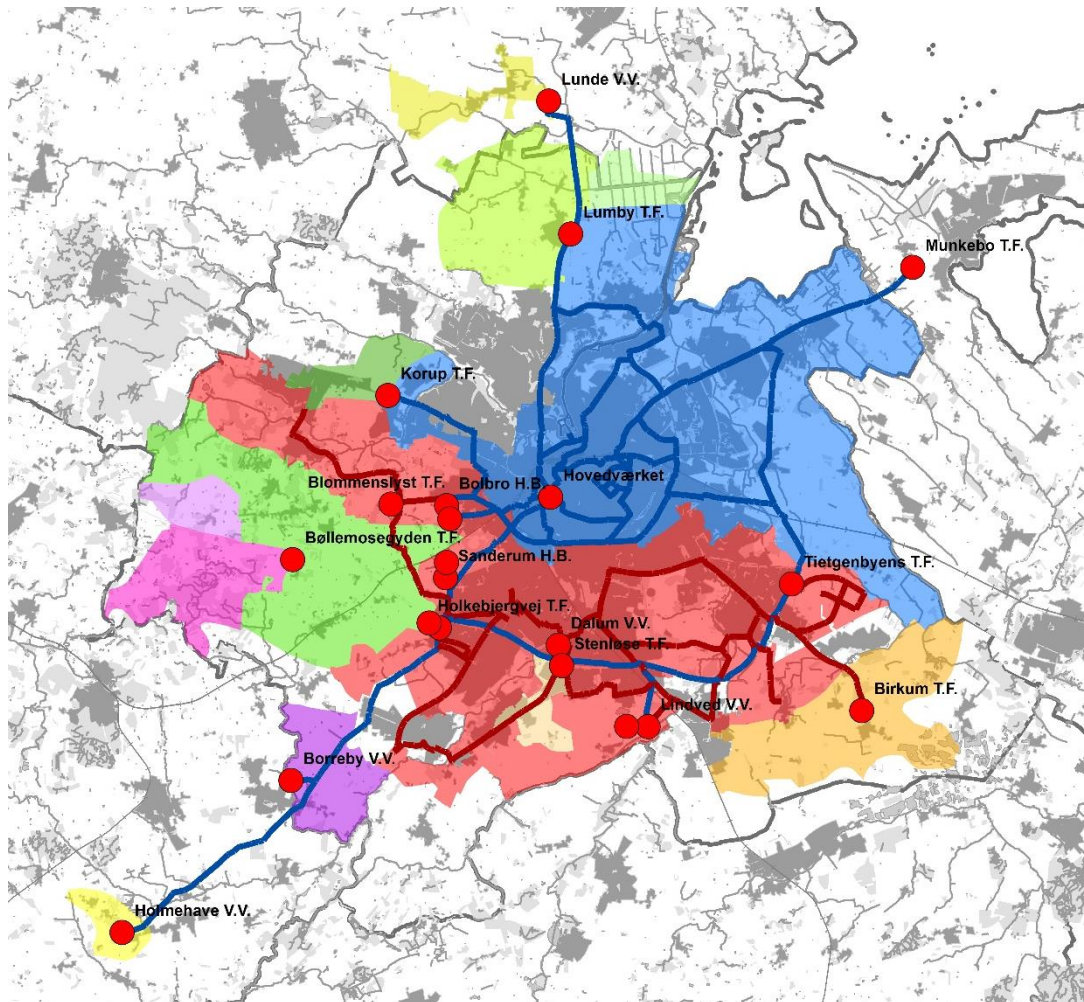 Lunde V.V.
Lumby T.F.
Munkebo T.F.
Korup T.F.
Blommenslyst T.F.
Bolbro H.B.
Hovedværket
Bøllemosegyden T.F.
Sanderum H.B.
Tietgenbyens T.F.
Holkebjergvej T.F.
Dalum V.V.
Stenløse T.F.
Birkum T.F.
Lindved V.V.
Borreby V.V.
Holmehave V.V.